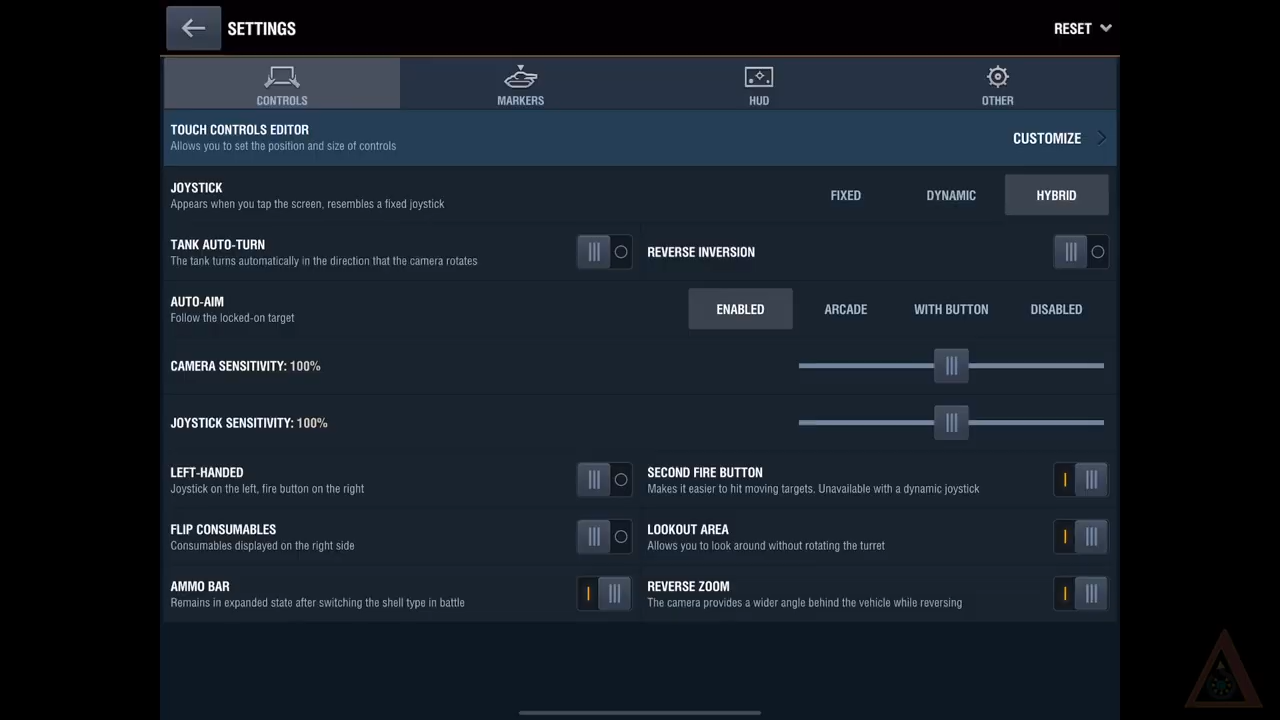 SETTINGS
RESET
CONTROLS
MARKERS
HUD
OTHER
TOUCH CONTROLS EDITOR
Allows you to set the position and size of controls
CUSTOMIZE
JOYSTICK
Appears when you tap the screen, resembles a fixed joystick
FIXED
DYNAMIC
HYBRID
TANK AUTO-TURN
The tank turns automatically in the direction that the camera rotates
REVERSE INVERSION
AUTO-AIM
Follow the locked-on target
ENABLED
ARCADE
WITH BUTTON
DISABLED
CAMERA SENSITIVITY: 100%
JOYSTICK SENSITIVITY: 100%
LEFT-HANDED
Joystick on the left, fire button on the right
SECOND FIRE BUTTON
Makes it easier to hit moving targets. Unavailable with a dynamic joystick
FLIP CONSUMABLES
Consumables displayed on the right side
LOOKOUT AREA
Allows you to look around without rotating the turret
AMMO BAR
Remains in expanded state after switching the shell type in battle
REVERSE ZOOM
The camera provides a wider angle behind the vehicle while reversing